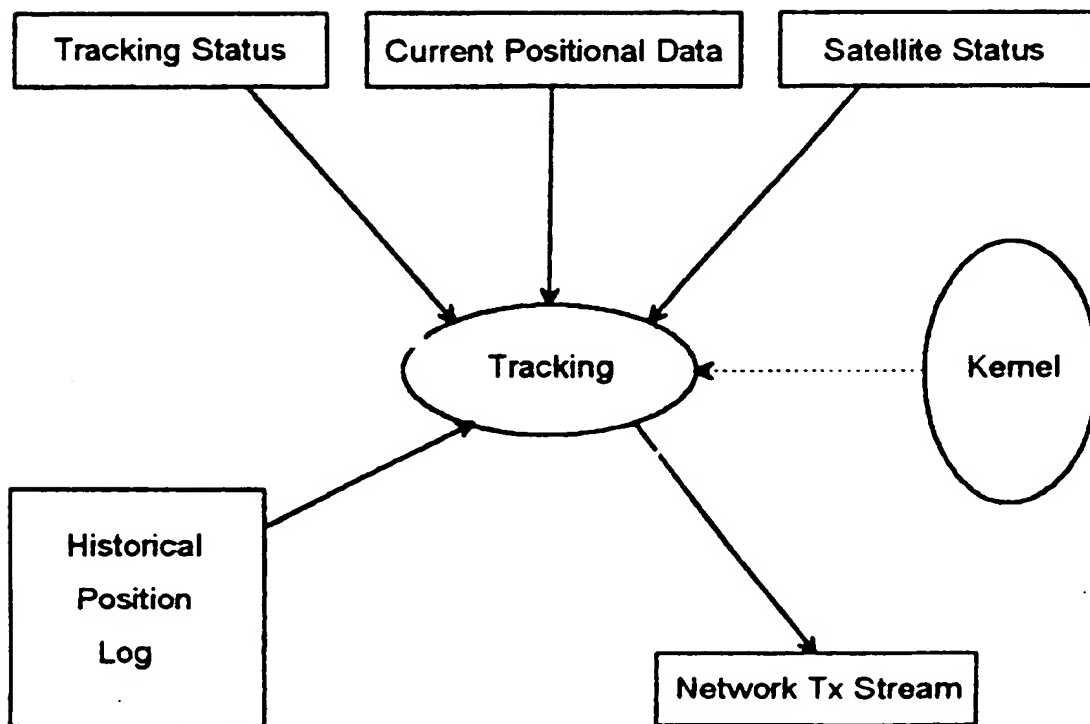 Tracking Status
Current Positional Data
Satellite Status
Tracking
Kernel
Historical
Position
Log
Network Tx Stream